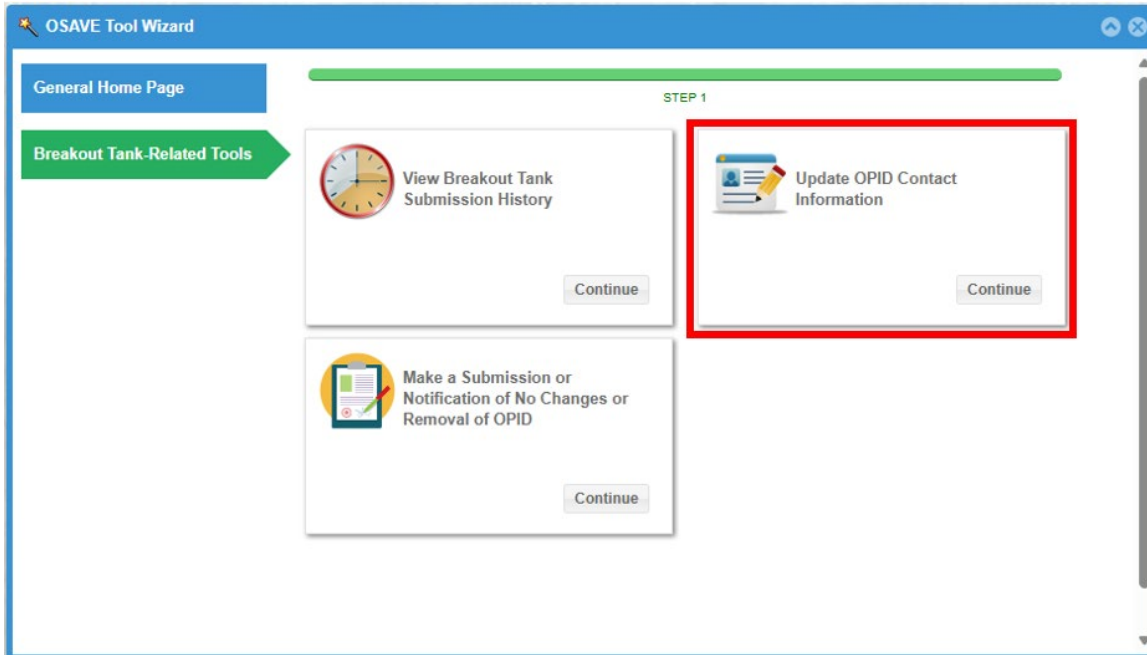 OSAVE Tool Wizard
General Home Page
Breakout Tank-Related Tools
STEP 1
View Breakout Tank
Submission History
Continue
Update OPID Contact
Information
Continue
Make a Submission or
Notification of No Changes or
Removal of OPID
Continue